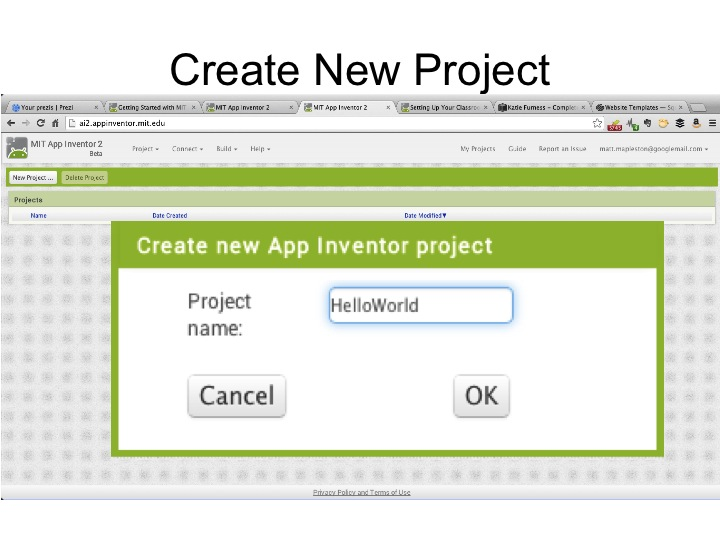 Create New Project
Your prezis | Prezi
Getting Started with MIT
MIT App Inventor 2
MIT App Inventor 2
Setting Up Your Classroo
Katie Furness — Complet
Website Templates — Sq
ai2.appinventor.mit.edu
MIT App Inventor 2
Beta
Project
Connect
Build
Help
My Projects
Guide
Report an Issue
matt.mapleston@googlemail.com
New Project ...
Delete Project
Projects
Name
Date Created
Date Modified▼
Create new App Inventor project
Project
name:
HelloWorld
Cancel
OK
Privacy Policy and Terms of Use